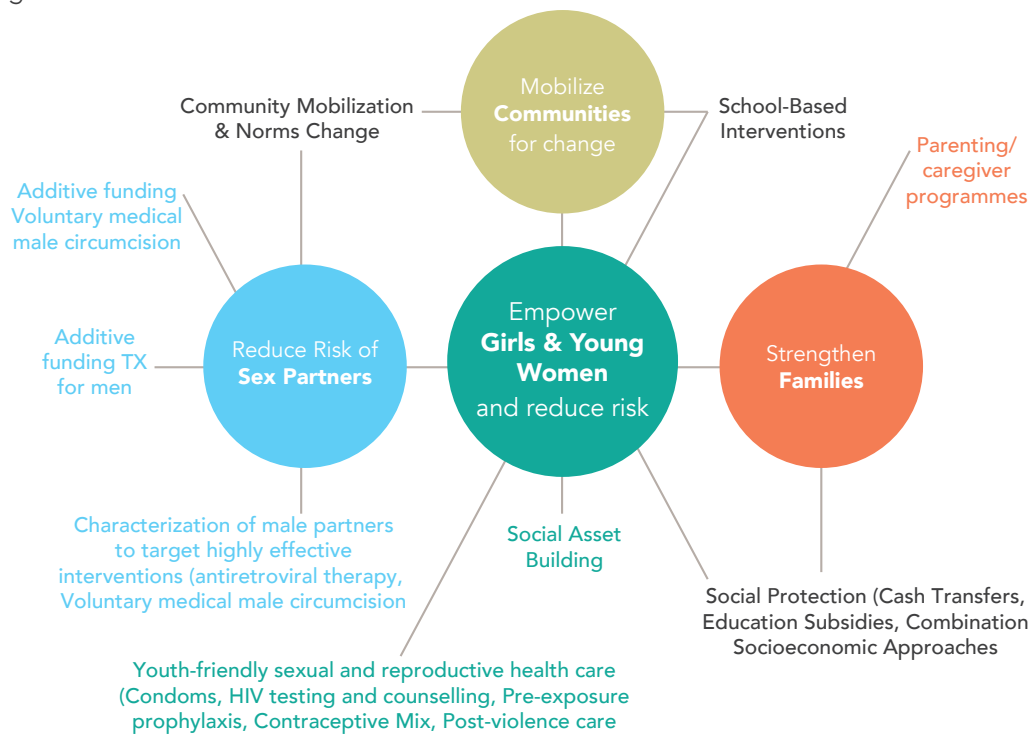 Mobilize
Communities
for change
Community Mobilization
& Norms Change
School-Based
Interventions
Parenting/
caregiver
programmes
Additive funding
Voluntary medical
male circumcision
Additive
funding TX
for men
Reduce Risk of
Sex Partners
Empower
Girls & Young
Women
and reduce risk
Strengthen
Families
Characterization of male partners
to target highly effective
interventions (antiretroviral therapy,
Voluntary medical male circumcision
Social Asset
Building
Social Protection (Cash Transfers,
Education Subsidies, Combination
Socioeconomic Approaches
Youth-friendly sexual and reproductive health care
(Condoms, HIV testing and counselling, Pre-exposure
prophylaxis, Contraceptive Mix, Post-violence care